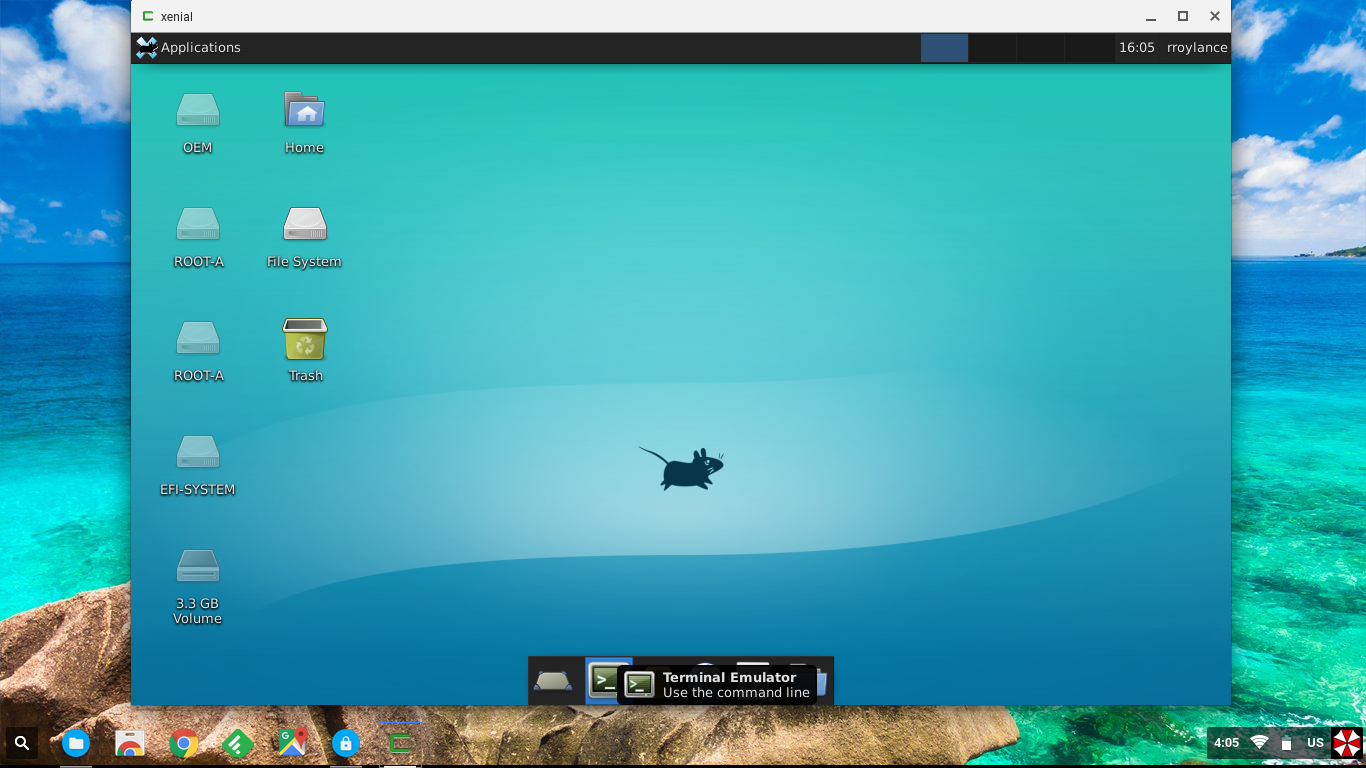 xenial
Applications
16:05 rroylance
OEM
Home
ROOT-A
File System
ROOT-A
Trash
EFI-SYSTEM
3.3 GB
Volume
Terminal Emulator
Use the command line
4:05
US